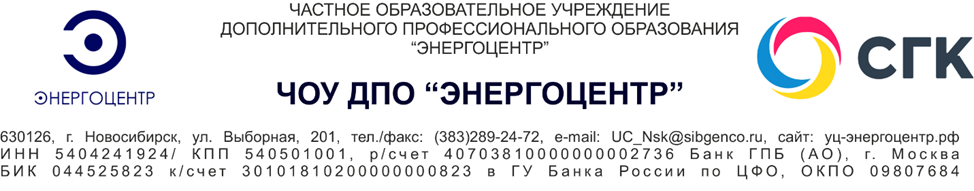 ЧАСТНОЕ ОБРАЗОВАТЕЛЬНОЕ УЧРЕЖДЕНИЕ
ДОПОЛНИТЕЛЬНОГО ПРОФЕССИОНАЛЬНОГО ОБРАЗОВАНИЯ
“ЭНЕРГОЦЕНТР”
ЭНЕРГОЦЕНТР
ЧОУ ДПО “ЭНЕРГОЦЕНТР”
СГК
630126, г. Новосибирск, ул. Выборная, 201, тел./факс: (383)289-24-72, e-mail: UC_Nsk@sibgenco.ru, сайт: уц-энергоцентр.рф
ИНН 5404241924/ КПП 540501001, р/счет 40703810000000002736 Банк ГПБ (АО), г. Москва
БИК 044525823 к/счет 30101810200000000823 в ГУ Банка России по ЦФО, ОКПО 09807684